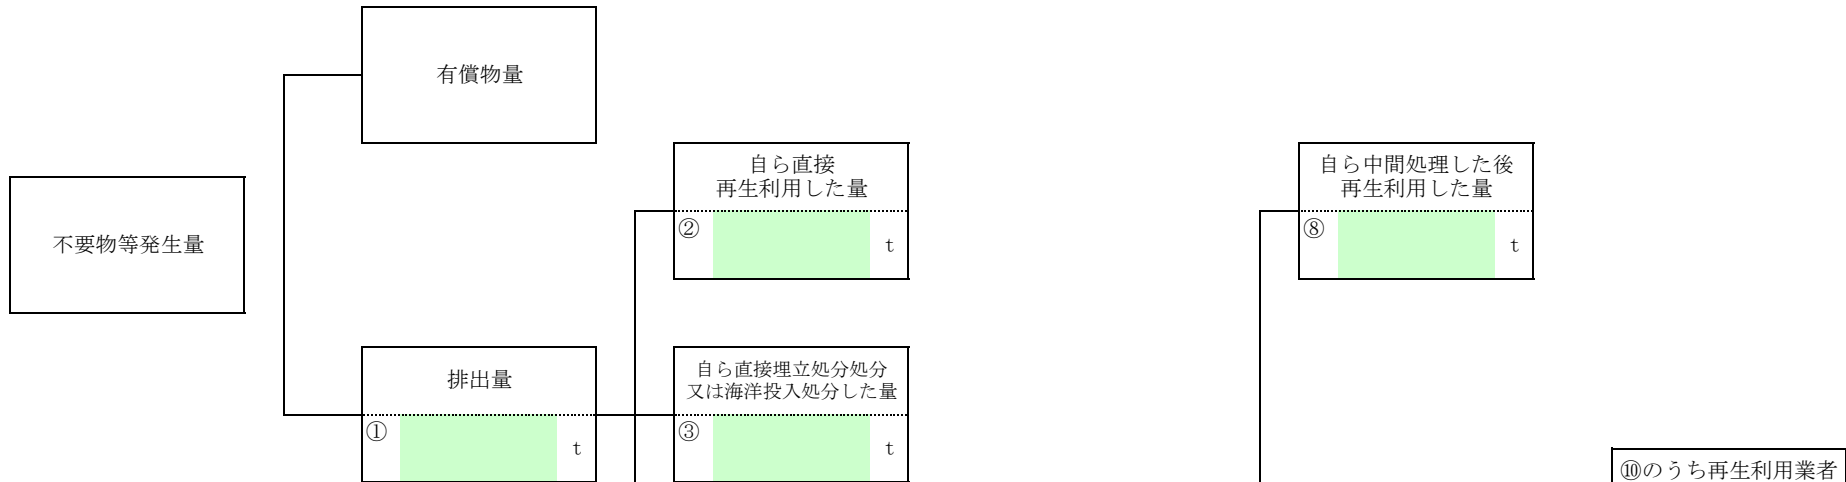 有償物量
自ら直接
再生利用した量
②
t
自ら中間処理した後
再生利用した量
⑧
t
不要物等発生量
排出量
①
t
自ら直接埋立処分処分
又は海洋投入処分した量
③
t
⑩のうち再生利用業者